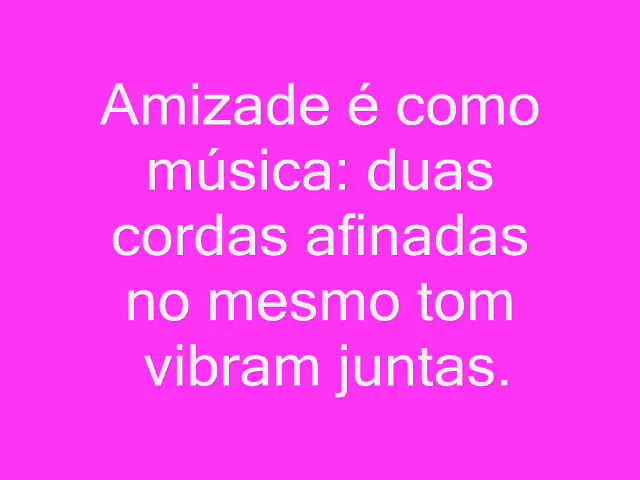 Amizade é como
música: duas
cordas afinadas
no mesmo tom
vibram juntas.